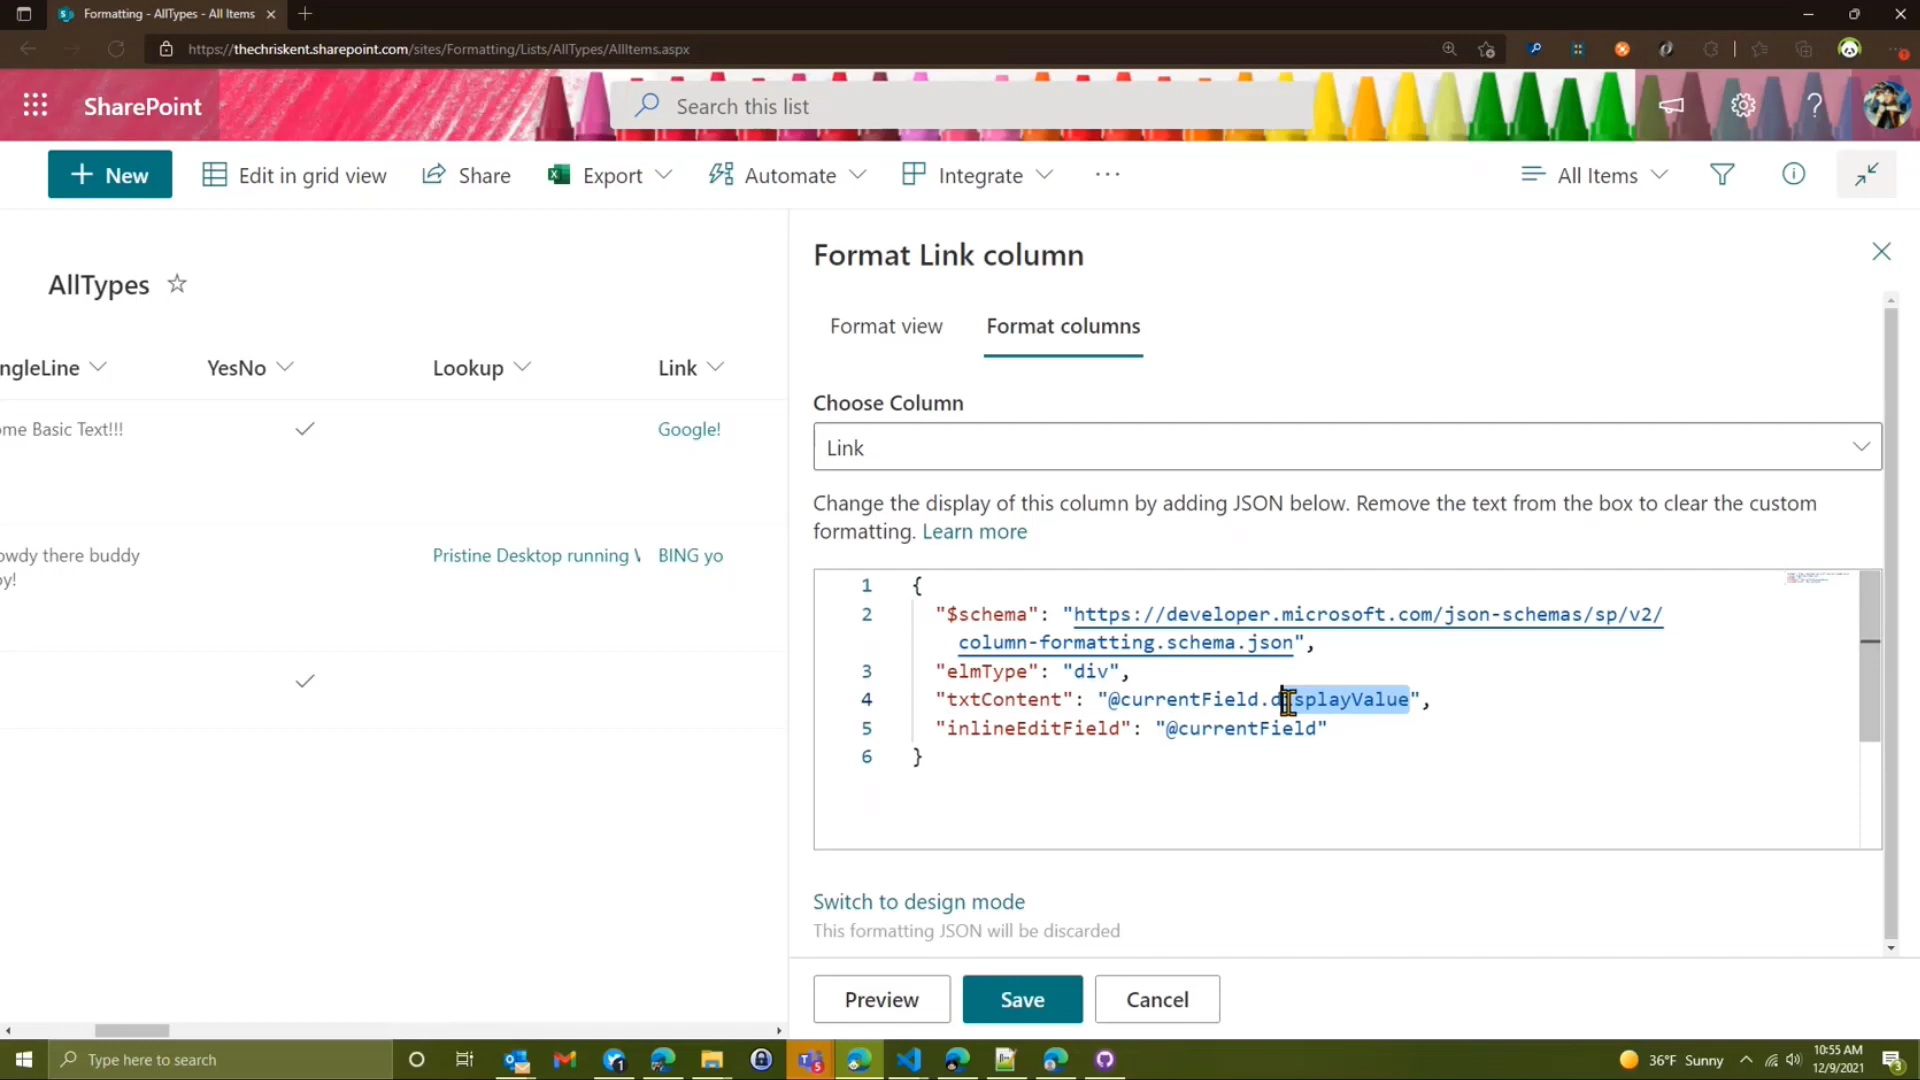 Formatting - AllTypes - All Items
https://thechriskent.sharepoint.com/sites/Formatting/Lists/AllTypes/AllItems.aspx
SharePoint
Search this list
New
Edit in grid view
Share
Export
Automate
Integrate
All Items
AllTypes
ngleLine
YesNo
Lookup
Link
ome Basic Text!!!
Google!
owdy there buddy
oy!
Pristine Desktop running
BING yo
Format Link column
Format view
Format columns
Choose Column
Link
Change the display of this column by adding JSON below. Remove the text from the box to clear the custom
formatting. Learn more
1 {
2 "$schema": "https://developer.microsoft.com/json-schemas/sp/v2/
column-formatting.schema.json",
3 "elmType": "div",
4 "txtContent": "@currentField.displayValue",
5 "inlineEditField": "@currentField"
6 }
Switch to design mode
This formatting JSON will be discarded
Preview
Save
Cancel
Type here to search
36°F Sunny
10:55 AM
12/9/2021